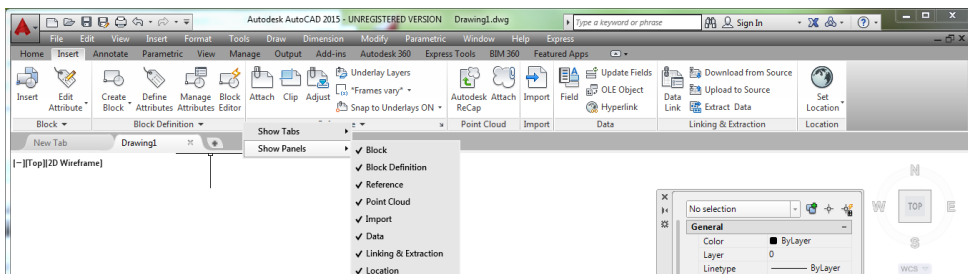 Autodesk AutoCAD 2015 - UNREGISTERED VERSION Drawing1.dwg Type a keyword or phrase Sign In
File Edit View Insert Format Tools Draw Dimension Modify Parametric Window Help Express
Home Insert Annotate Parametric View Manage Output Add-ins Autodesk 360 Express Tools BIM 360 Featured Apps
Insert
Edit
Attribute
Create
Block
Define
Attributes
Manage
Attributes
Block
Editor
Attach
Clip
Adjust
Underlay Layers
*Frames vary*
Snap to Underlays ON
Autodesk
ReCap
Attach
Import
Field
Update Fields
OLE Object
Hyperlink
Data
Link
Download from Source
Upload to Source
Extract Data
Set
Location
Block Block Definition Point Cloud Import Data Linking & Extraction Location
New Tab Drawing1
Show Tabs
Show Panels
Block
Block Definition
Reference
Point Cloud
Import
Data
Linking & Extraction
Location
[−][Top][2D Wireframe]
No selection
General
Color ByLayer
Layer 0
Linetype ByLayer
N
W TOP E
S
WCS